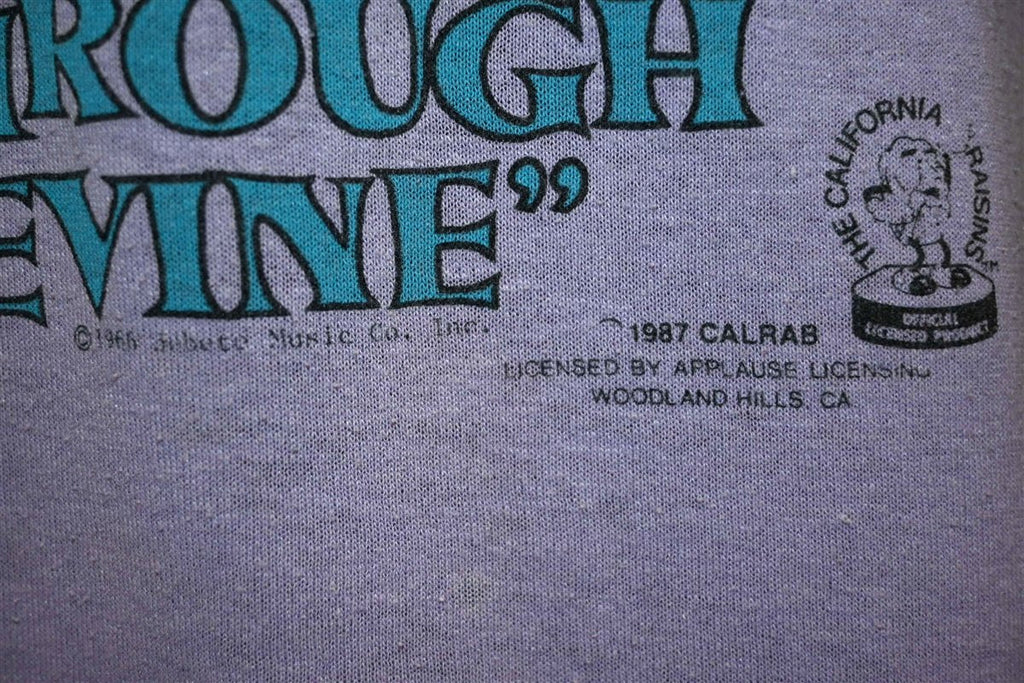 ROUGH
EVINE”
©1966 Jobete Music Co. Inc.
1987 CALRAB
LICENSED BY APPLAUSE LICENSING
WOODLAND HILLS, CA
THE CALIFORNIA RAISINS
OFFICIAL
LICENSED PRODUCT